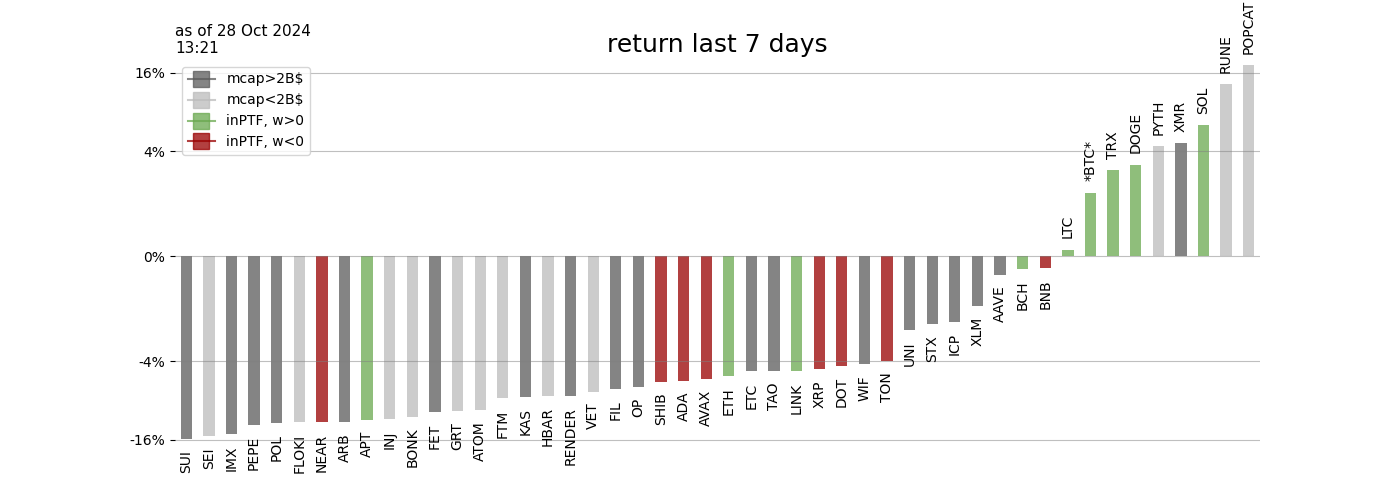 as of 28 Oct 2024
13:21
return last 7 days
mcap>2B$
mcap<2B$
inPTF, w>0
inPTF, w<0
16%
4%
0%
-4%
-16%
SUI
SEI
IMX
PEPE
POL
FLOKI
NEAR
ARB
APT
INJ
BONK
FET
GRT
ATOM
FTM
KAS
HBAR
RENDER
VET
FIL
OP
SHIB
ADA
AVAX
ETH
ETC
TAO
LINK
XRP
DOT
WIF
TON
UNI
STX
ICP
XLM
AAVE
BCH
BNB
LTC
*BTC*
TRX
DOGE
PYTH
XMR
SOL
RUNE
POPCAT